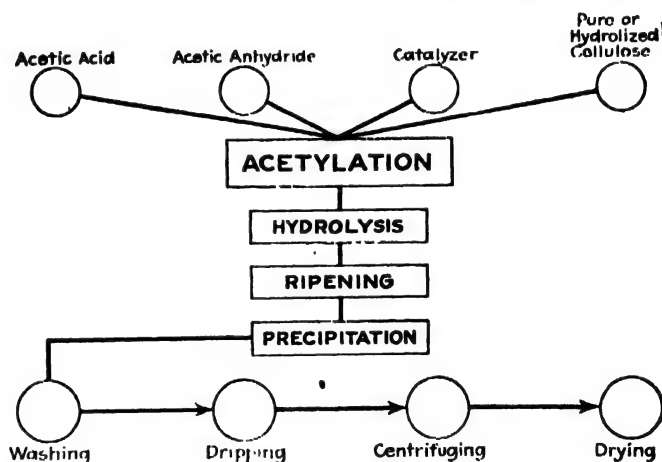 Acetic Acid
Acetic Anhydride
Catalyzer
Pure or
Hydrolized
Cellulose
ACETYLATION
HYDROLYSIS
RIPENING
PRECIPITATION
Washing
Dripping
Centrifuging
Drying